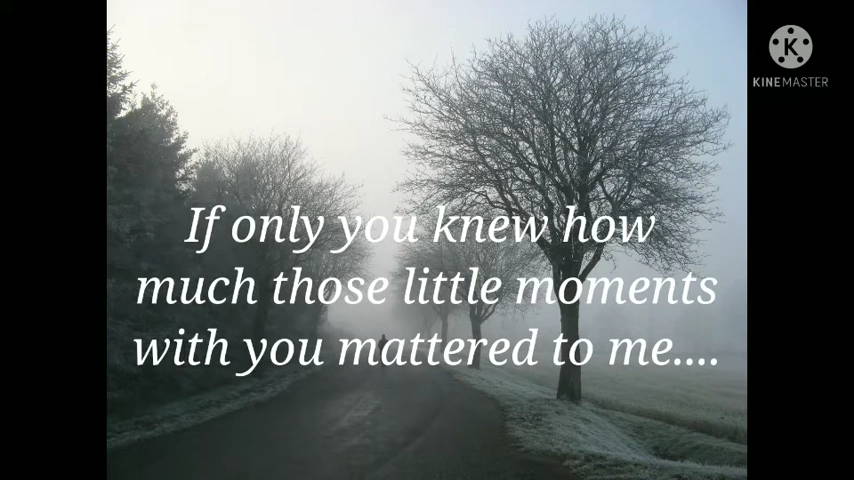 If only you knew how
much those little moments
with you mattered to me....
K
KINEMASTER